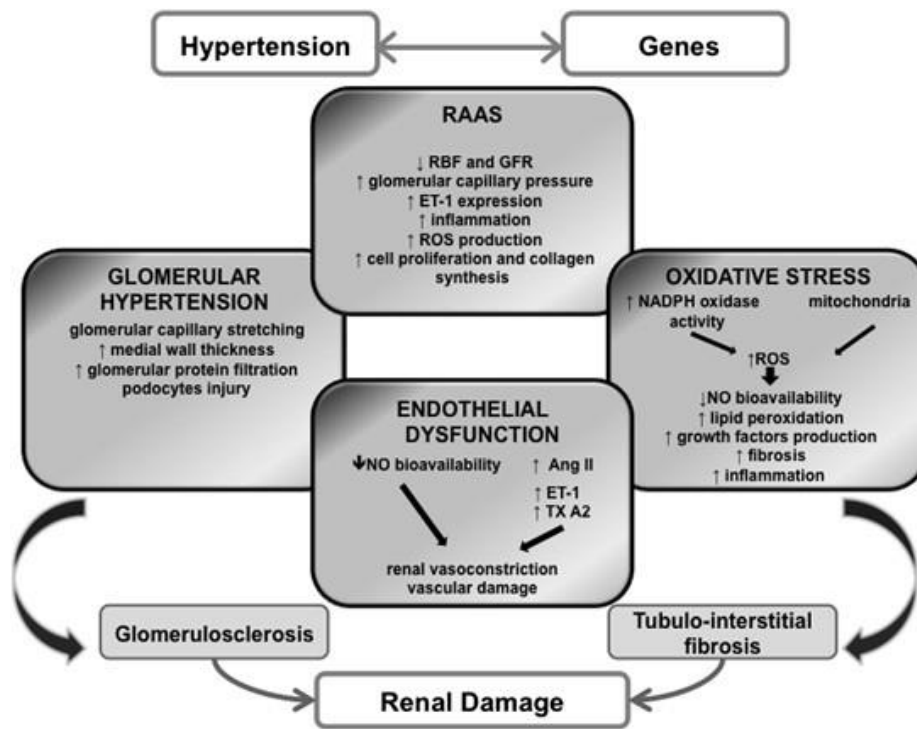 Hypertension
Genes
RAAS
↓ RBF and GFR
↑ glomerular capillary pressure
↑ ET-1 expression
↑ inflammation
↑ ROS production
↑ cell proliferation and collagen
synthesis
GLOMERULAR
HYPERTENSION
glomerular capillary stretching
↑ medial wall thickness
↑ glomerular protein filtration
podocytes injury
OXIDATIVE STRESS
↑ NADPH oxidase
activity
mitochondria
↑ROS
↓NO bioavailability
↑ lipid peroxidation
↑ growth factors production
↑ fibrosis
↑ inflammation
ENDOTHELIAL
DYSFUNCTION
↓NO bioavailability
↑ Ang II
↑ ET-1
↑ TX A2
renal vasoconstriction
vascular damage
Glomerulosclerosis
Tubulo-interstitial
fibrosis
Renal Damage